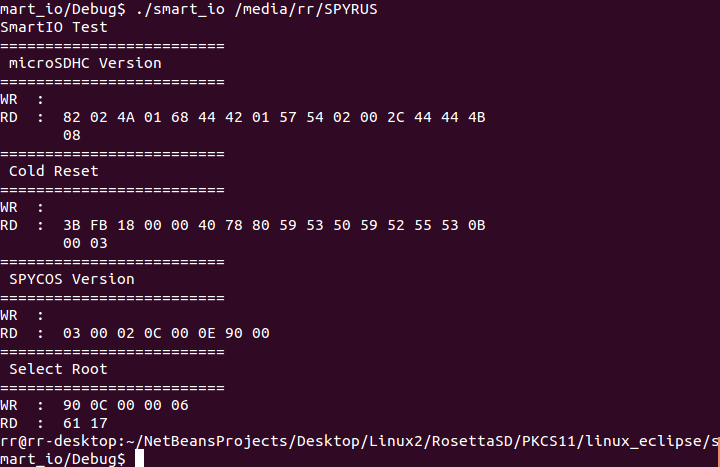 mart_io/Debug$ ./smart_io /media/rr/SPYRUS
SmartIO Test
=========================
 microSDHC Version
=========================
WR  :
RD  :  82 02 4A 01 68 44 42 01 57 54 02 00 2C 44 44 4B
       08
=========================
 Cold Reset
=========================
WR  :
RD  :  3B FB 18 00 00 40 78 80 59 53 50 59 52 55 53 0B
       00 03
=========================
 SPYCOS Version
=========================
WR  :
RD  :  03 00 02 0C 00 0E 90 00
=========================
 Select Root
=========================
WR  :  90 0C 00 00 06
RD  :  61 17
rr@rr-desktop:~/NetBeansProjects/Desktop/Linux2/RosettaSD/PKCS11/linux_eclipse/s
mart_io/Debug$